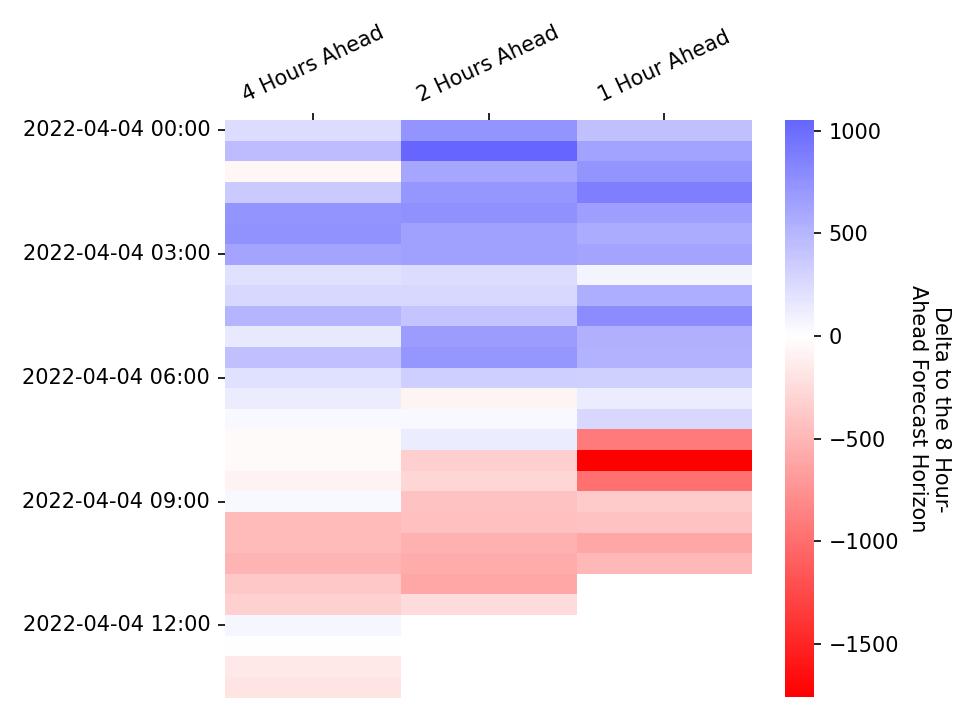 4 Hours Ahead
2 Hours Ahead
1 Hour Ahead
2022-04-04 00:00
2022-04-04 03:00
2022-04-04 06:00
2022-04-04 09:00
2022-04-04 12:00
1000
500
0
−500
−1000
−1500
Delta to the 8 Hour-
Ahead Forecast Horizon